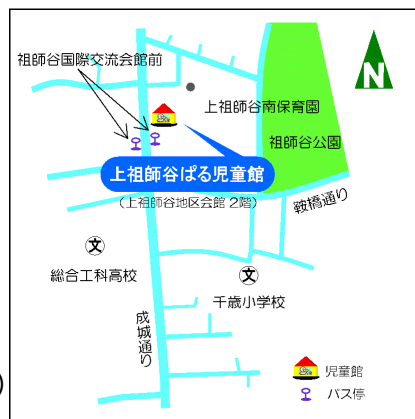 祖師谷国際交流会館前
N
上祖師谷南保育園
祖師谷公園
上祖師谷ぱる児童館
（上祖師谷地区会館 2階）
鞍橋通り
文
総合工科高校
文
千歳小学校
成城通り
児童館
バス停
)